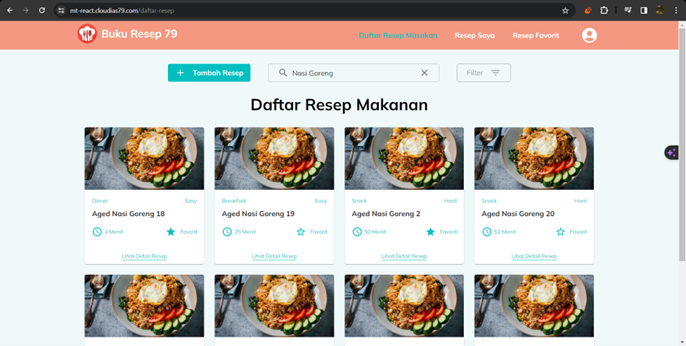 mt-react.cloudias79.com/daftar-resep
Buku Resep 79
Daftar Resep Masakan
Resep Saya
Resep Favorit
+ Tambah Resep
Nasi Goreng
Filter
Daftar Resep Makanan
Dinner Easy
Aged Nasi Goreng 18
4 Menit Favorit
Lihat Detail Resep
Breakfast Easy
Aged Nasi Goreng 19
25 Menit Favorit
Lihat Detail Resep
Snack Hard
Aged Nasi Goreng 2
50 Menit Favorit
Lihat Detail Resep
Snack Hard
Aged Nasi Goreng 20
52 Menit Favorit
Lihat Detail Resep